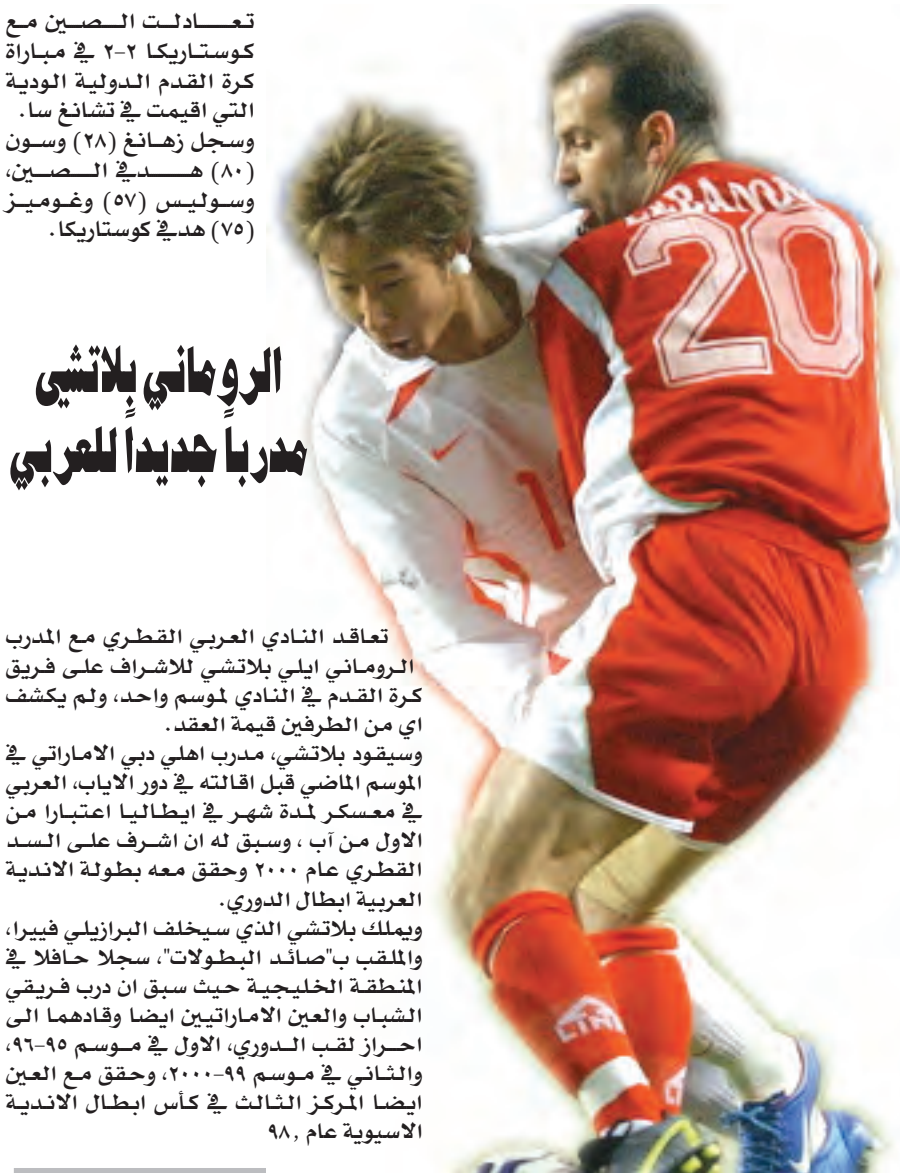 تعادلت الصين مع
كوستاريكا ٢-٢ في مباراة
كرة القدم الدولية الودية
التي اقيمت في تشانغ سا.
وسجل زهانغ (٢٨) وسون
(٨٠) هدفي الصين،
وسوليس (٥٧) وغوميز
(٧٥) هدفي كوستاريكا.
الروماني بلاتشي
مدرباً جديداً للعربي
تعاقد النادي العربي القطري مع المدرب
الروماني ايلي بلاتشي للاشراف على فريق
كرة القدم في النادي لموسم واحد، ولم يكشف
اي من الطرفين قيمة العقد.
وسيقود بلاتشي، مدرب اهلي دبي الاماراتي في
الموسم الماضي قبل اقالته في دور الاياب، العربي
في معسكر لمدة شهر في ايطاليا اعتبارا من
الاول من آب ، وسبق له ان اشرف على السد
القطري عام ٢٠٠٠ وحقق معه بطولة الاندية
العربية ابطال الدوري.
ويملك بلاتشي الذي سيخلف البرازيلي فييرا،
والملقب ب"صائد البطولات"، سجلا حافلا في
المنطقة الخليجية حيث سبق ان درب فريقي
الشباب والعين الاماراتيين ايضا وقادهما الى
احراز لقب الدوري، الاول في موسم ٩٥-٩٦،
والثاني في موسم ٩٩-٢٠٠٠، وحقق مع العين
ايضا المركز الثالث في كأس ابطال الاندية
الاسيوية عام ,٩٨
20
1